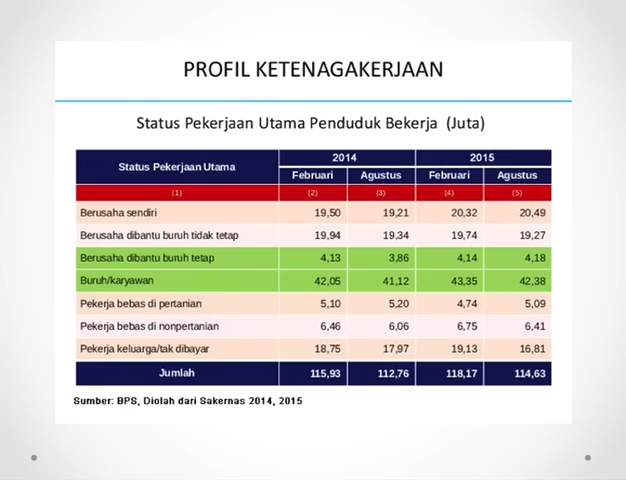 PROFIL KETENAGAKERJAAN
Status Pekerjaan Utama Penduduk Bekerja (Juta)
Status Pekerjaan Utama 2014 2015
Februari Agustus Februari Agustus
(1) (2) (3) (4) (5)
Berusaha sendiri 19,50 19,21 20,32 20,49
Berusaha dibantu buruh tidak tetap 19,94 19,34 19,74 19,27
Berusaha dibantu buruh tetap 4,13 3,86 4,14 4,18
Buruh/karyawan 42,05 41,12 43,35 42,38
Pekerja bebas di pertanian 5,10 5,20 4,74 5,09
Pekerja bebas di nonpertanian 6,46 6,06 6,75 6,41
Pekerja keluarga/tak dibayar 18,75 17,97 19,13 16,81
Jumlah 115,93 112,76 118,17 114,63
Sumber: BPS, Diolah dari Sakernas 2014, 2015